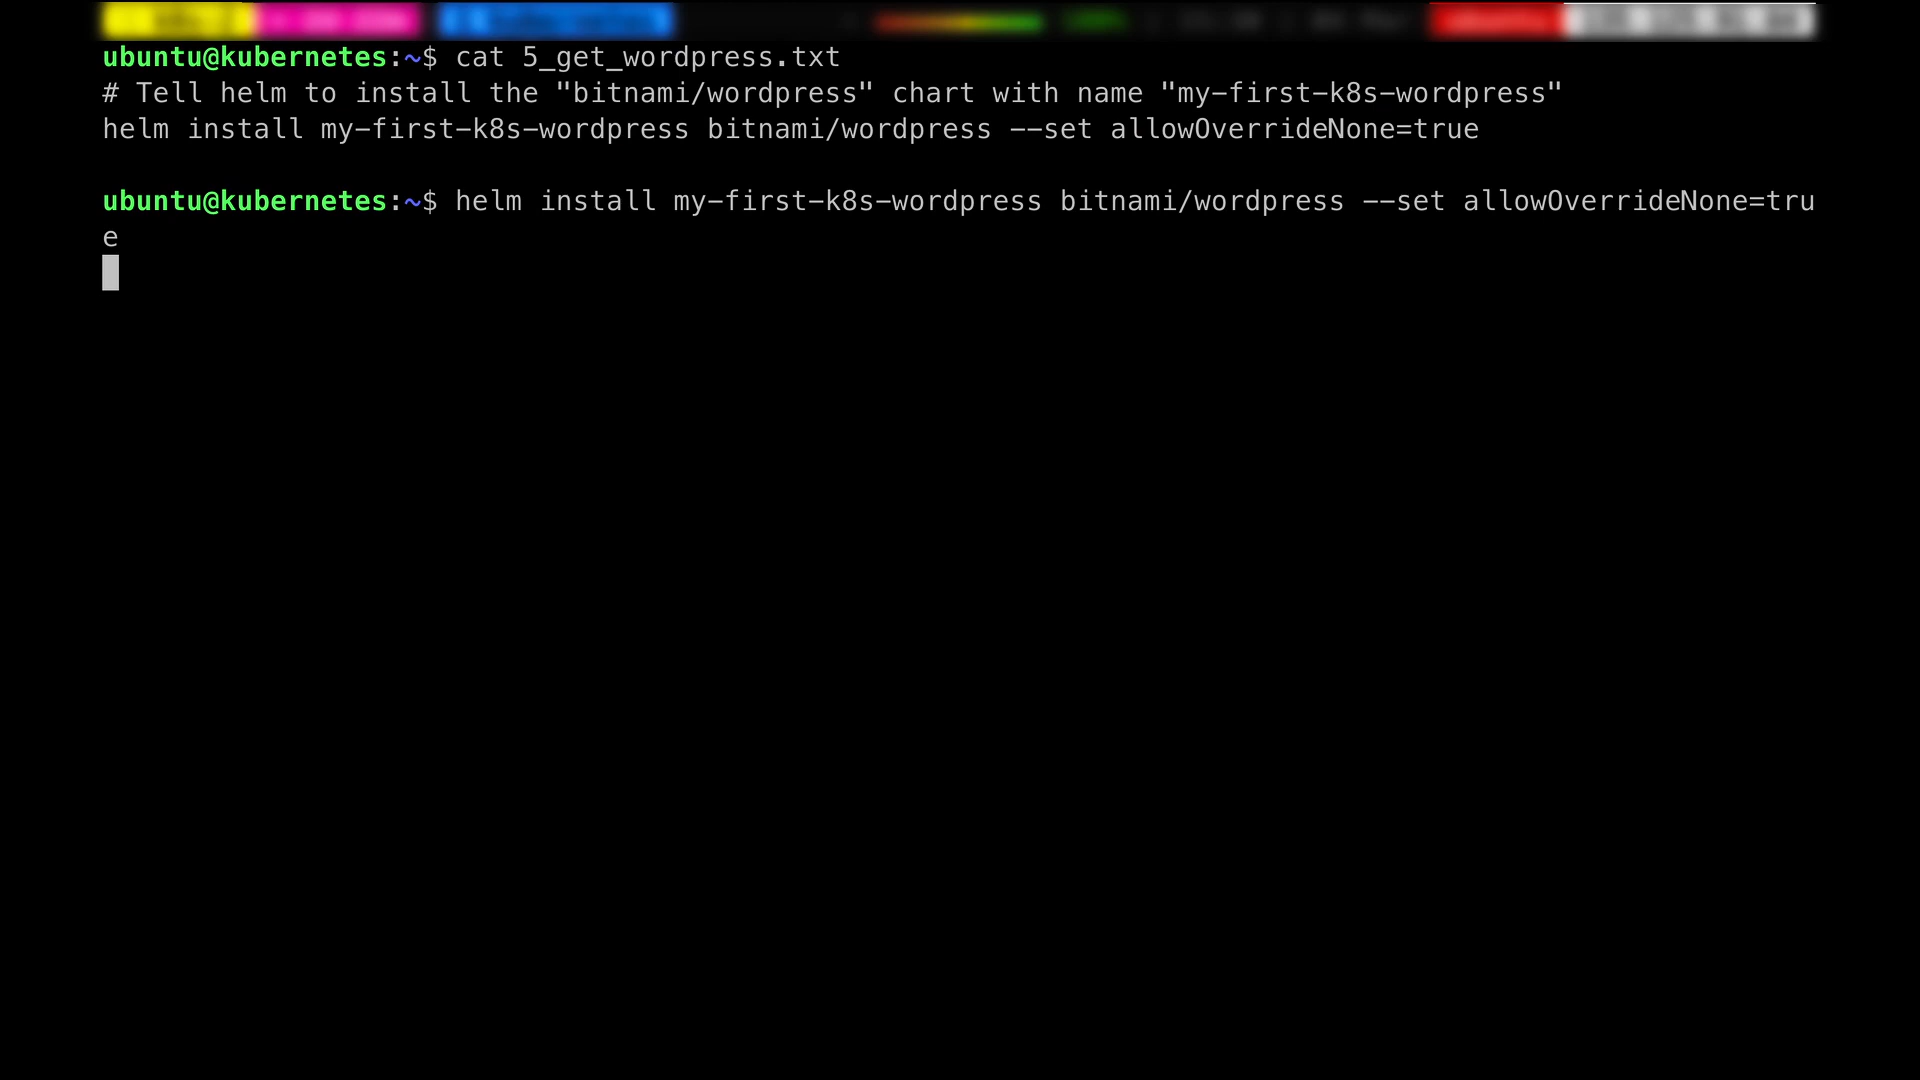 ubuntu@kubernetes:~$ cat 5_get_wordpress.txt
# Tell helm to install the "bitnami/wordpress" chart with name "my-first-k8s-wordpress"
helm install my-first-k8s-wordpress bitnami/wordpress --set allowOverrideNone=true
ubuntu@kubernetes:~$ helm install my-first-k8s-wordpress bitnami/wordpress --set allowOverrideNone=tru
e